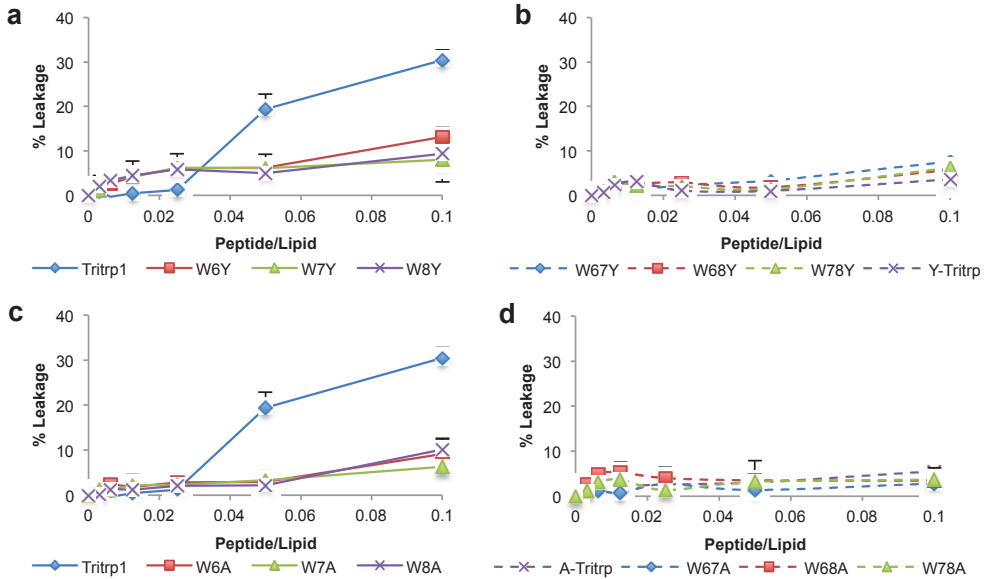 a
40
30
20
10
0
% Leakage
0 0.02 0.04 0.06 0.08 0.1
Peptide/Lipid
Tritrp1 W6Y W7Y W8Y
b
40
30
20
10
0
% Leakage
0 0.02 0.04 0.06 0.08 0.1
Peptide/Lipid
W67Y W68Y W78Y Y-Tritrp
c
40
30
20
10
0
% Leakage
0 0.02 0.04 0.06 0.08 0.1
Peptide/Lipid
Tritrp1 W6A W7A W8A
d
40
30
20
10
0
% Leakage
0 0.02 0.04 0.06 0.08 0.1
Peptide/Lipid
A-Tritrp W67A W68A W78A